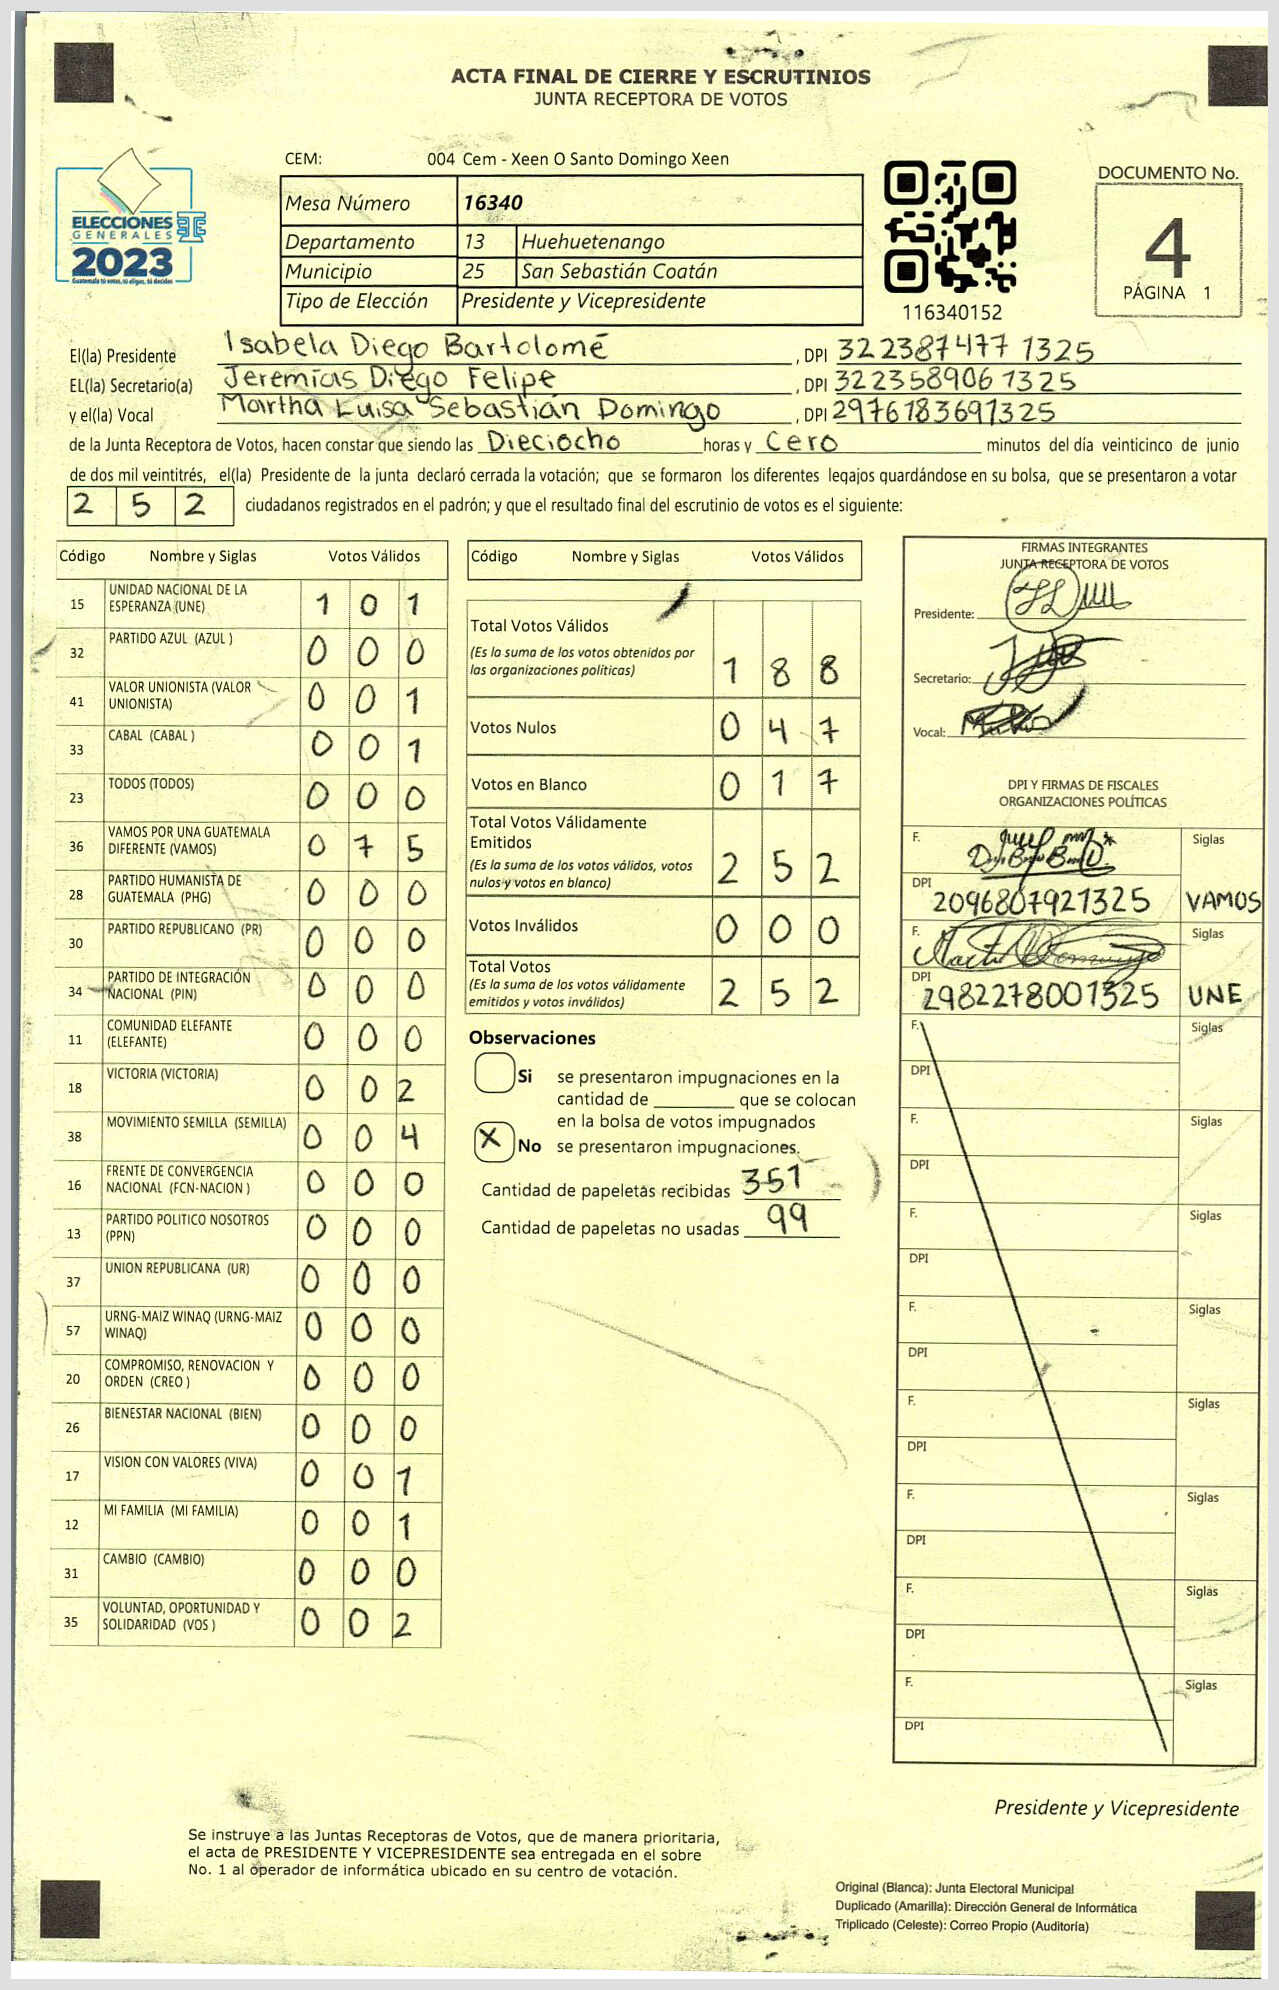 ACTA FINAL DE CIERRE Y ESCRUTINIOS
JUNTA RECEPTORA DE VOTOS
ELECCIONES
GENERALES
2023
Guatemala tú votas, tú eliges, tú decides
CEM: 004 Cem - Xeen O Santo Domingo Xeen
Mesa Número 16340
Departamento 13 Huehuetenango
Municipio 25 San Sebastián Coatán
Tipo de Elección Presidente y Vicepresidente
116340152
DOCUMENTO No.
4
PÁGINA 1
El(la) Presidente Isabela Diego Bartolomé , DPI 322387477 1325
EL(la) Secretario(a) Jeremías Diego Felipe , DPI 3223589061325
y el(la) Vocal Martha Luisa Sebastián Domingo , DPI 2976183691325
de la Junta Receptora de Votos, hacen constar que siendo las Dieciocho horas y Cero minutos del día veinticinco de junio
de dos mil veintitrés, el(la) Presidente de la junta declaró cerrada la votación; que se formaron los diferentes legajos quardándose en su bolsa, que se presentaron a votar
2 5 2 ciudadanos registrados en el padrón; y que el resultado final del escrutinio de votos es el siguiente:
Código Nombre y Siglas Votos Válidos
15 UNIDAD NACIONAL DE LA
ESPERANZA (UNE) 1 0 1
32 PARTIDO AZUL (AZUL ) 0 0 0
41 VALOR UNIONISTA (VALOR
UNIONISTA) 0 0 1
33 CABAL (CABAL ) 0 0 1
23 TODOS (TODOS) 0 0 0
36 VAMOS POR UNA GUATEMALA
DIFERENTE (VAMOS) 0 7 5
28 PARTIDO HUMANISTA DE
GUATEMALA (PHG) 0 0 0
30 PARTIDO REPUBLICANO (PR) 0 0 0
34 PARTIDO DE INTEGRACIÓN
NACIONAL (PIN) 0 0 0
11 COMUNIDAD ELEFANTE
(ELEFANTE) 0 0 0
18 VICTORIA (VICTORIA) 0 0 2
38 MOVIMIENTO SEMILLA (SEMILLA) 0 0 4
16 FRENTE DE CONVERGENCIA
NACIONAL (FCN-NACION ) 0 0 0
13 PARTIDO POLITICO NOSOTROS
(PPN) 0 0 0
37 UNION REPUBLICANA (UR) 0 0 0
57 URNG-MAIZ WINAQ (URNG-MAIZ
WINAQ) 0 0 0
20 COMPROMISO, RENOVACION Y
ORDEN (CREO ) 0 0 0
26 BIENESTAR NACIONAL (BIEN) 0 0 0
17 VISION CON VALORES (VIVA) 0 0 1
12 MI FAMILIA (MI FAMILIA) 0 0 1
31 CAMBIO (CAMBIO) 0 0 0
35 VOLUNTAD, OPORTUNIDAD Y
SOLIDARIDAD (VOS ) 0 0 2
Código Nombre y Siglas Votos Válidos
Total Votos Válidos
(Es la suma de los votos obtenidos por
las organizaciones politicas) 1 8 8
Votos Nulos 0 4 7
Votos en Blanco 0 1 7
Total Votos Válidamente
Emitidos
(Es la suma de los votos válidos, votos
nulos y votos en blanco) 2 5 2
Votos Inválidos 0 0 0
Total Votos
(Es la suma de los votos válidamente
emitidos y votos inválidos) 2 5 2
Observaciones
Si se presentaron impugnaciones en la
cantidad de ________ que se colocan
en la bolsa de votos impugnados
X No se presentaron impugnaciones.
Cantidad de papeletas recibidas 351
Cantidad de papeletas no usadas 99
FIRMAS INTEGRANTES
JUNTA RECEPTORA DE VOTOS
Presidente:
Secretario:
Vocal:
DPI Y FIRMAS DE FISCALES
ORGANIZACIONES POLÍTICAS
F. Siglas
DPI 2096807921325 VAMOS
F. Siglas
DPI 2982278001325 UNE
F. Siglas
DPI
F. Siglas
DPI
F. Siglas
DPI
F. Siglas
DPI
F. Siglas
DPI
F. Siglas
DPI
F. Siglas
DPI
F. Siglas
DPI
Presidente y Vicepresidente
Se instruye a las Juntas Receptoras de Votos, que de manera prioritaria,
el acta de PRESIDENTE Y VICEPRESIDENTE sea entregada en el sobre
No. 1 al operador de informática ubicado en su centro de votación.
Original (Blanca): Junta Electoral Municipal
Duplicado (Amarilla): Dirección General de Informática
Triplicado (Celeste): Correo Propio (Auditoría)